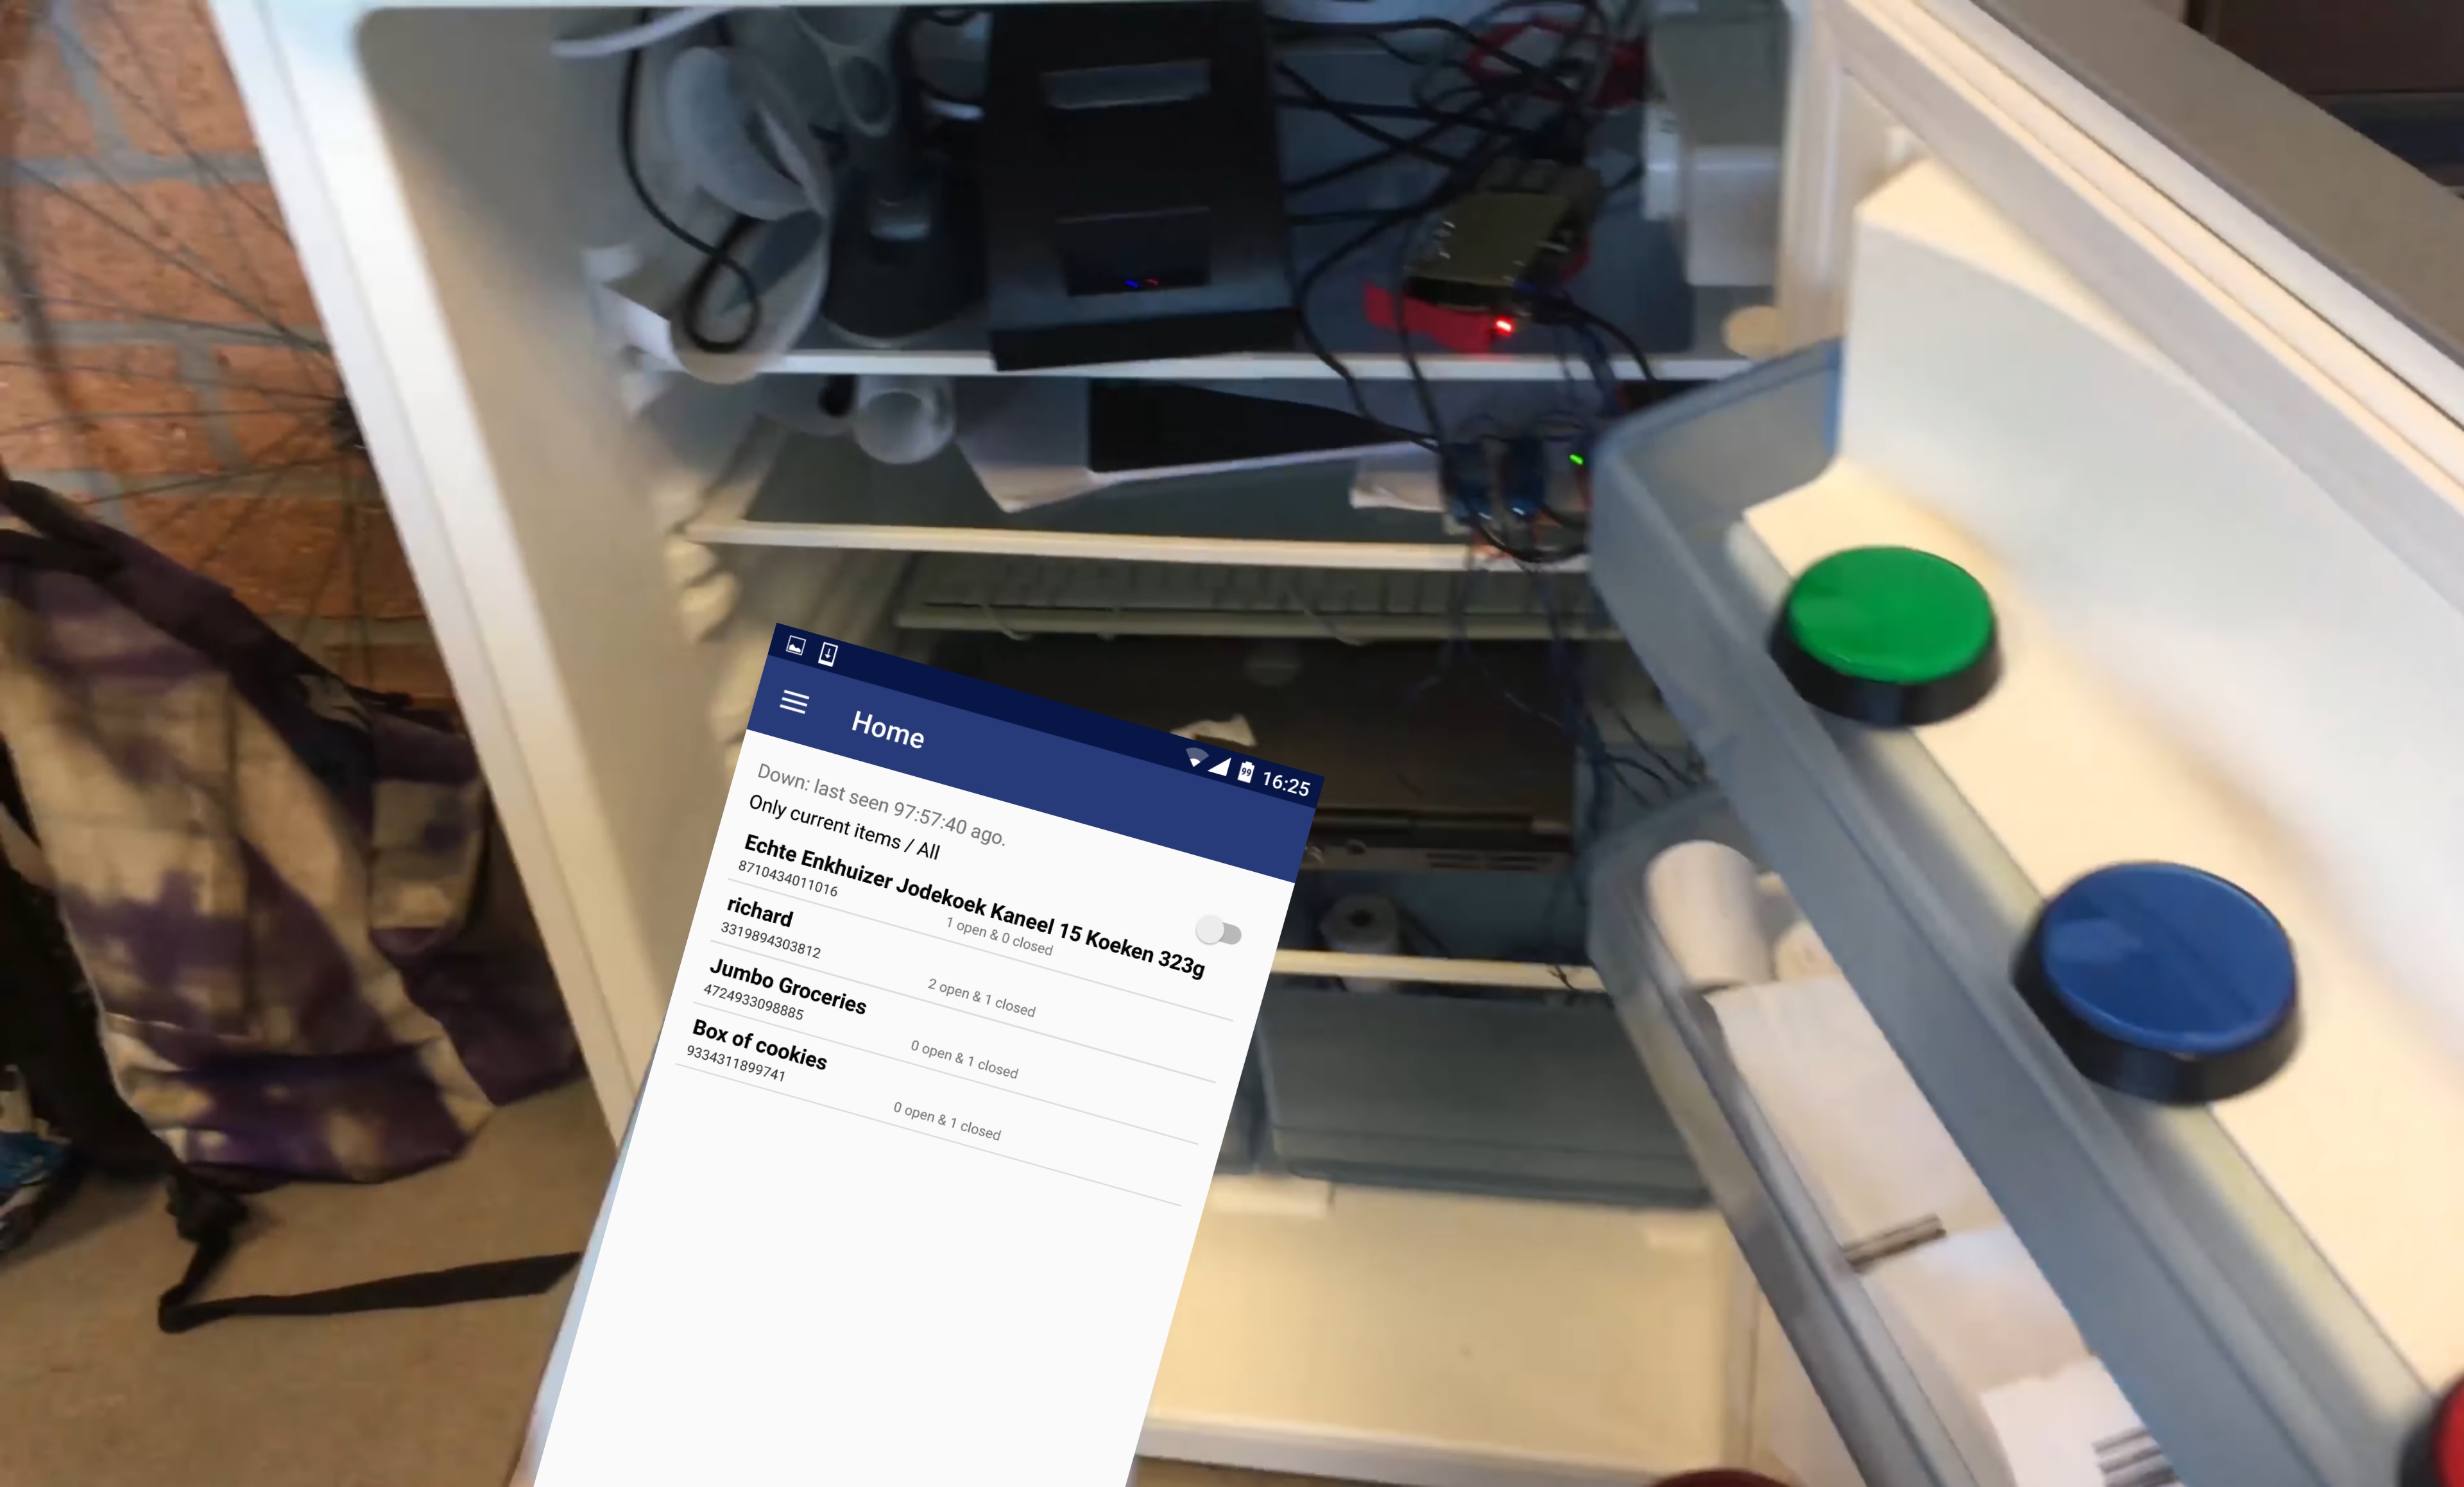 99 16:25
Home
Down: last seen 97:57:40 ago.
Only current items / All
Echte Enkhuizer Jodekoek Kaneel 15 Koeken 323g
8710434011016
1 open & 0 closed
richard
3319894303812
2 open & 1 closed
Jumbo Groceries
4724933098885
0 open & 1 closed
Box of cookies
9334311899741
0 open & 1 closed